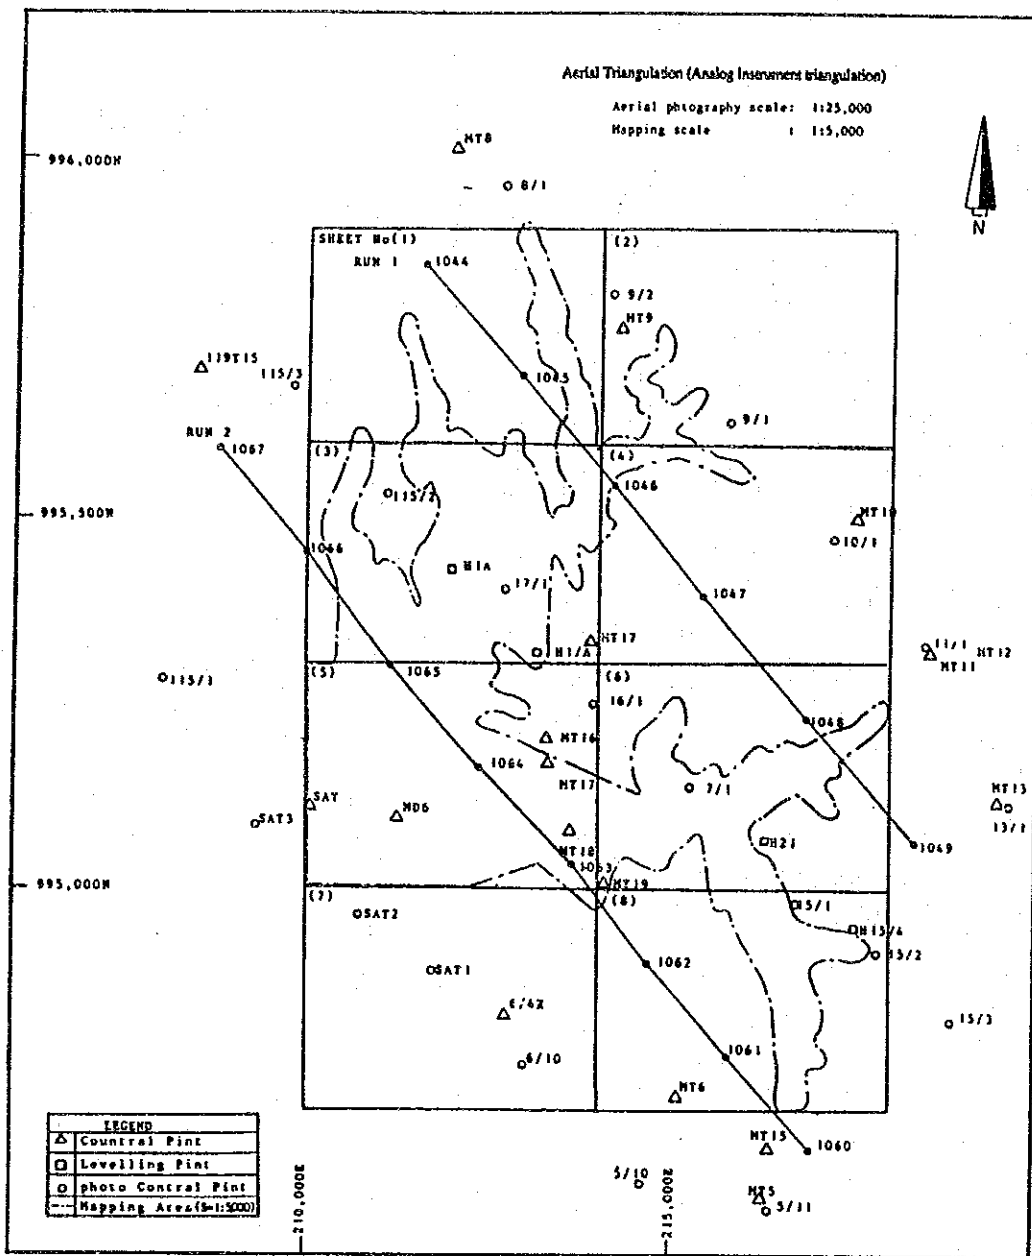 Aerial Triangulation (Analog Instrument triangulation)
Aerial phtography scale: 1:25,000
Mapping scale : 1:5,000
MT8
996,000N
8/1
N
SHEET No(1)
(2)
RUN 1
1044
9/2
MT9
119T15
115/3
1045
9/1
RUN 2
1067
(3)
(4)
1046
115/2
995,500N
MT10
10/1
1066
H1A
17/1
1047
MT17
H1/A
11/1
MT12
MT11
(5)
(6)
1065
115/1
16/1
1048
MT16
1064
MT17
7/1
MT13
13/1
SAT
SAT3
MD6
MT18
H21
1049
1063
MT19
995,000N
(7)
(8)
SAT2
15/1
H15/4
15/2
1062
SAT1
6/4X
15/3
1061
6/10
MT6
LEGEND
Countral Pint
Levelling Pint
photo Contral Pint
Mapping Area(S=1:5000)
MT15
1060
5/10
MT5
5/11
210,000E
215,000E